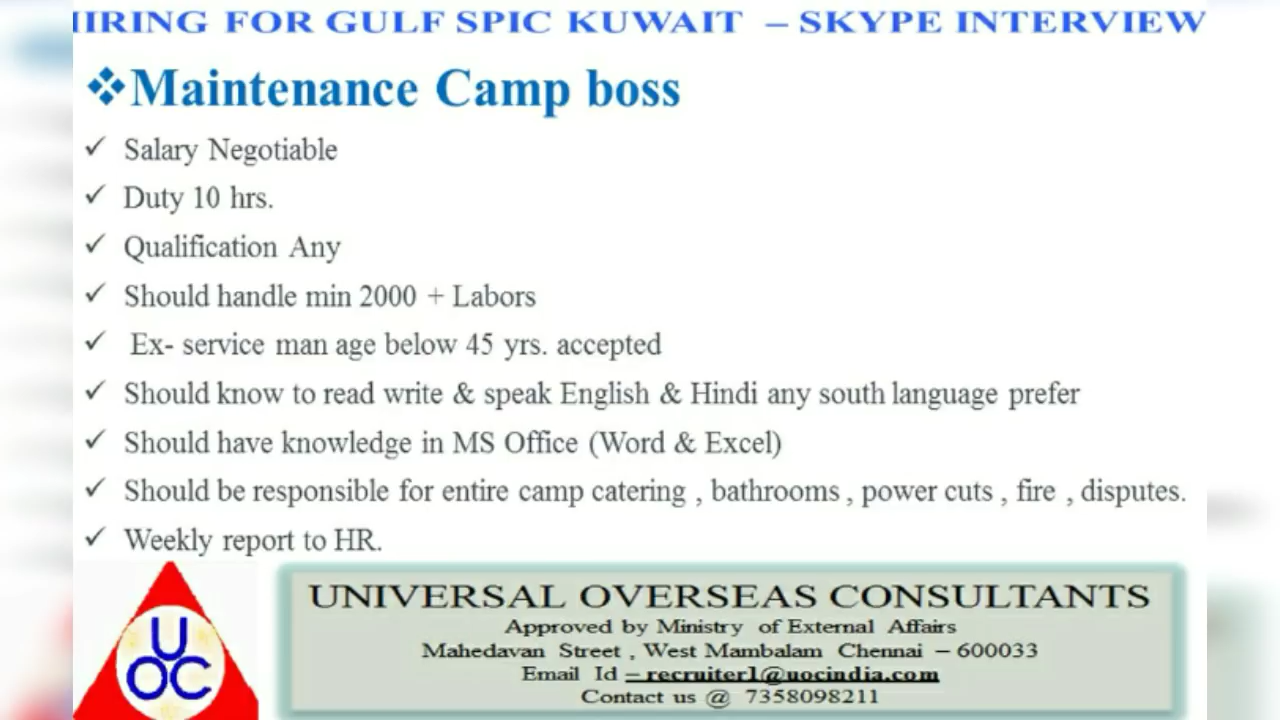 HIRING FOR GULF SPIC KUWAIT – SKYPE INTERVIEW
❖Maintenance Camp boss
✓ Salary Negotiable
✓ Duty 10 hrs.
✓ Qualification Any
✓ Should handle min 2000 + Labors
✓ Ex- service man age below 45 yrs. accepted
✓ Should know to read write & speak English & Hindi any south language prefer
✓ Should have knowledge in MS Office (Word & Excel)
✓ Should be responsible for entire camp catering , bathrooms , power cuts , fire , disputes.
✓ Weekly report to HR.
U
OC
UNIVERSAL OVERSEAS CONSULTANTS
Approved by Ministry of External Affairs
Mahedavan Street , West Mambalam Chennai – 600033
Email Id – recruiter1@uocindia.com
Contact us @ 7358098211